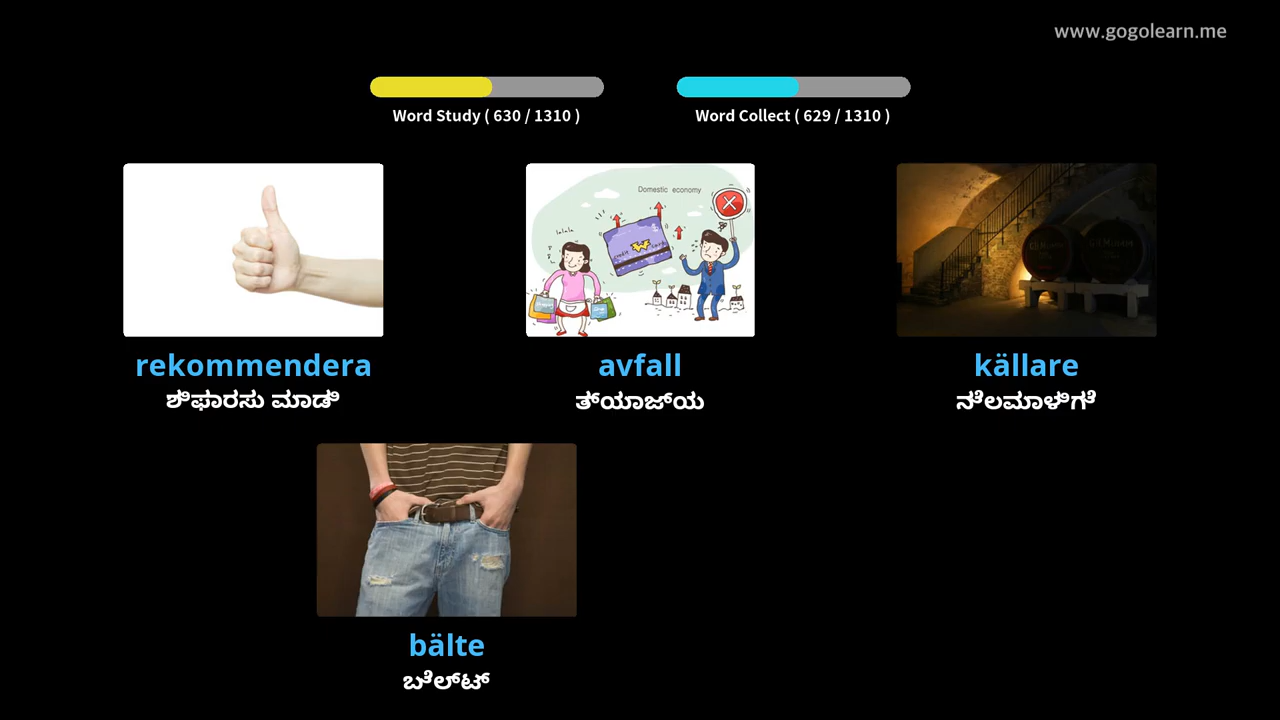 www.gogolearn.me
Word Study ( 630 / 1310 )
Word Collect ( 629 / 1310 )
Domestic economy
lalala
rekommendera
ಶಿಫಾರಸು ಮಾಡಿ
avfall
ತ್ಯಾಜ್ಯ
källare
ನೆಲಮಾಳಿಗೆ
bälte
ಬೆಲ್ಟ್